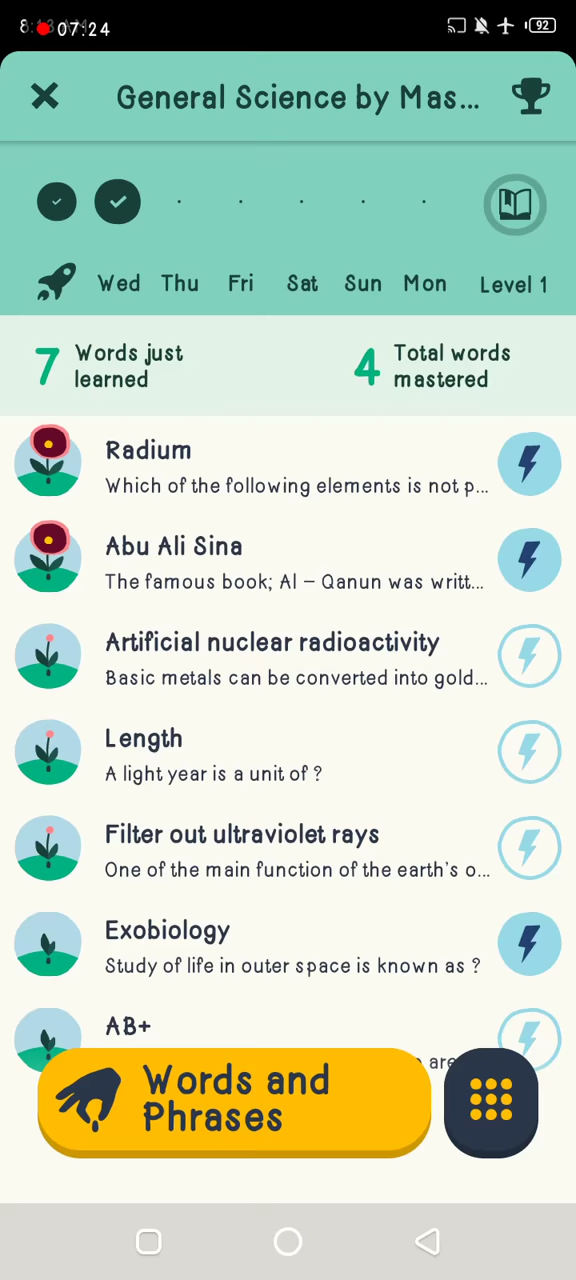 07:24
92
General Science by Mas...
Wed Thu Fri Sat Sun Mon Level 1
7 Words just learned
4 Total words mastered
Radium
Which of the following elements is not p...
Abu Ali Sina
The famous book; Al – Qanun was writt...
Artificial nuclear radioactivity
Basic metals can be converted into gold...
Length
A light year is a unit of ?
Filter out ultraviolet rays
One of the main function of the earth's o...
Exobiology
Study of life in outer space is known as ?
AB+
are
Words and
Phrases